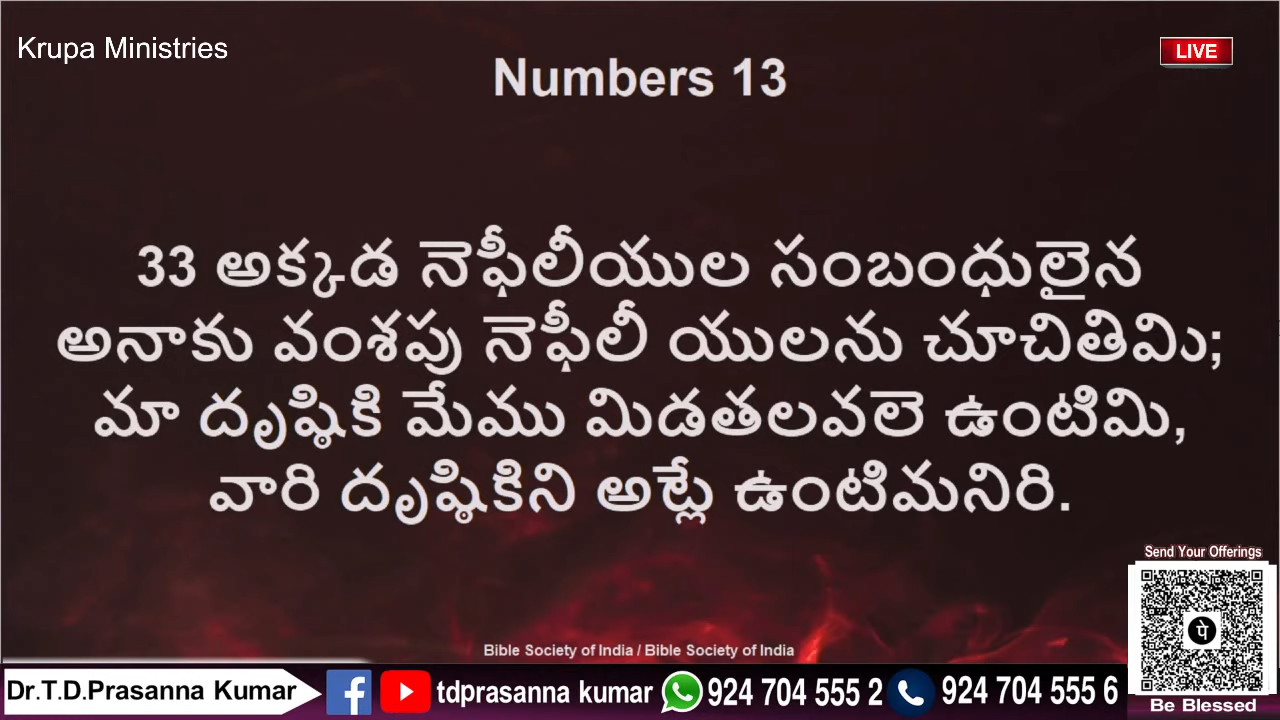 Krupa Ministries
LIVE
Numbers 13
33 అక్కడ నెఫీలీయుల సంబంధులైన
అనాకు వంశపు నెఫీలీ యులను చూచితివిు;
మా దృష్ఠికి మేము మిడతలవలె ఉంటిమి,
వారి దృష్ఠికిని అట్లే ఉంటిమనిరి.
Send Your Offerings
पे
Bible Society of India / Bible Society of India
Dr.T.D.Prasanna Kumar
tdprasanna kumar
924 704 555 2
924 704 555 6
Be Blessed